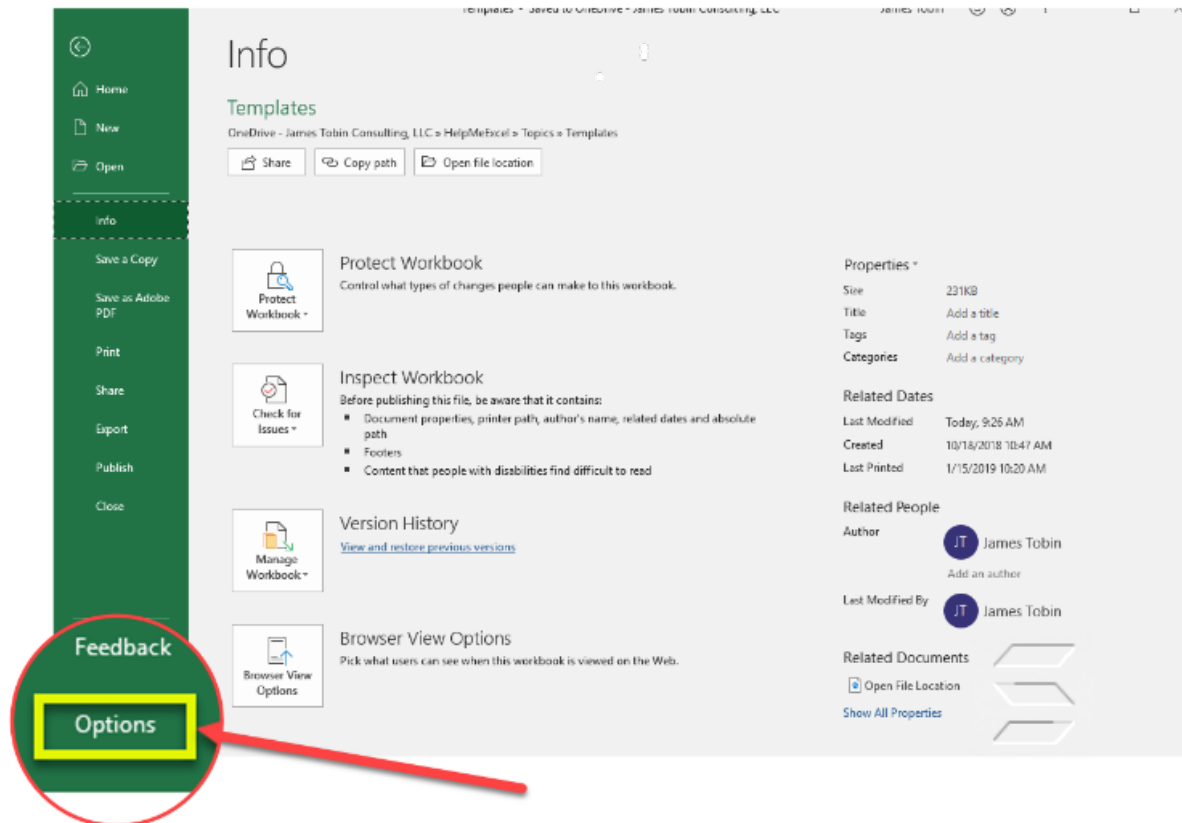 Templates - Saved to OneDrive - James Tobin Consulting, LLC
James Tobin
Info
Home
New
Open
Info
Save a Copy
Save as Adobe
PDF
Print
Share
Export
Publish
Close
Feedback
Options
Templates
OneDrive - James Tobin Consulting, LLC » HelpMeExcel » Topics » Templates
Share
Copy path
Open file location
Protect
Workbook
Protect Workbook
Control what types of changes people can make to this workbook.
Check for
Issues
Inspect Workbook
Before publishing this file, be aware that it contains:
Document properties, printer path, author's name, related dates and absolute
path
Footers
Content that people with disabilities find difficult to read
Manage
Workbook
Version History
View and restore previous versions
Browser View
Options
Browser View Options
Pick what users can see when this workbook is viewed on the Web.
Properties
Size 231KB
Title Add a title
Tags Add a tag
Categories Add a category
Related Dates
Last Modified Today, 9:26 AM
Created 10/18/2018 10:47 AM
Last Printed 1/15/2019 10:20 AM
Related People
Author
JT James Tobin
Add an author
Last Modified By
JT James Tobin
Related Documents
Open File Location
Show All Properties